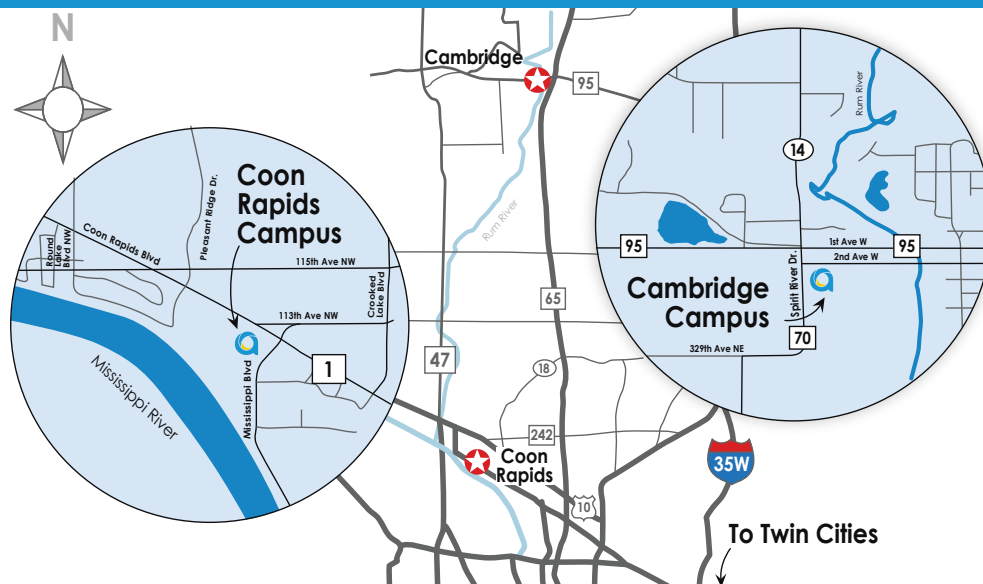 N
Cambridge
95
Rum River
Coon
Rapids
Campus
Pleasant Ridge Dr.
Coon Rapids Blvd
Round
Lake
Blvd NW
115th Ave NW
Crooked
Lake Blvd
113th Ave NW
1
Mississippi Blvd
Mississippi River
Rum River
14
95
1st Ave W
95
2nd Ave W
Cambridge
Campus
Spirit River Dr.
70
329th Ave NE
65
47
18
242
Coon
Rapids
10
35W
To Twin Cities